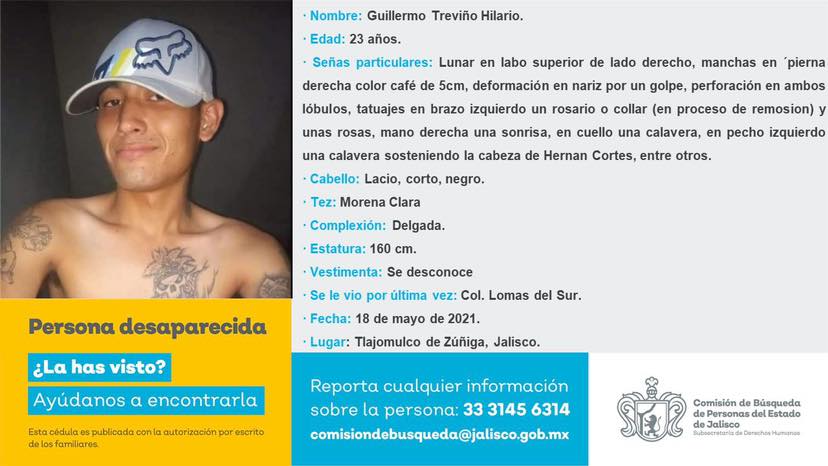 · Nombre: Guillermo Treviño Hilario.
· Edad: 23 años.
· Señas particulares: Lunar en labo superior de lado derecho, manchas en ´pierna
derecha color café de 5cm, deformación en nariz por un golpe, perforación en ambos
lóbulos, tatuajes en brazo izquierdo un rosario o collar (en proceso de remosion) y
unas rosas, mano derecha una sonrisa, en cuello una calavera, en pecho izquierdo
una calavera sosteniendo la cabeza de Hernan Cortes, entre otros.
· Cabello: Lacio, corto, negro.
· Tez: Morena Clara
· Complexión: Delgada.
· Estatura: 160 cm.
· Vestimenta: Se desconoce
· Se le vio por última vez: Col. Lomas del Sur.
· Fecha: 18 de mayo de 2021.
· Lugar: Tlajomulco de Zúñiga, Jalisco.
Persona desaparecida
¿La has visto?
Ayúdanos a encontrarla
Esta cédula es publicada con la autorización por escrito
de los familiares.
Reporta cualquier información
sobre la persona: 33 3145 6314
comisiondebusqueda@jalisco.gob.mx
Comisión de Búsqueda
de Personas del Estado
de Jalisco
Subsecretaría de Derechos Humanos